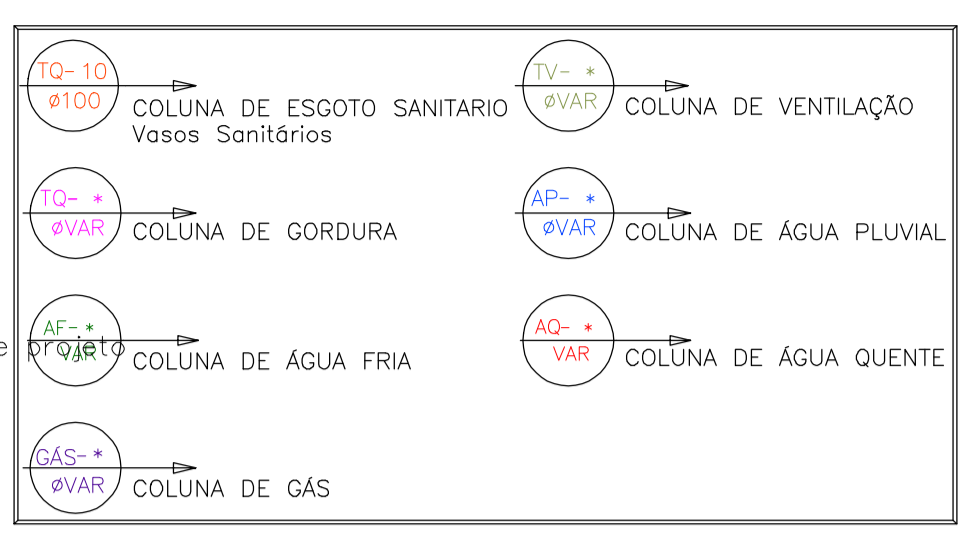 TQ- 10
ø100
COLUNA DE ESGOTO SANITARIO
Vasos Sanitários
TV- *
øVAR
COLUNA DE VENTILAÇÃO
TQ- *
øVAR
COLUNA DE GORDURA
AP- *
øVAR
COLUNA DE ÁGUA PLUVIAL
AF- *
VAR
e projeto
COLUNA DE ÁGUA FRIA
AQ- *
VAR
COLUNA DE ÁGUA QUENTE
GÁS- *
øVAR
COLUNA DE GÁS